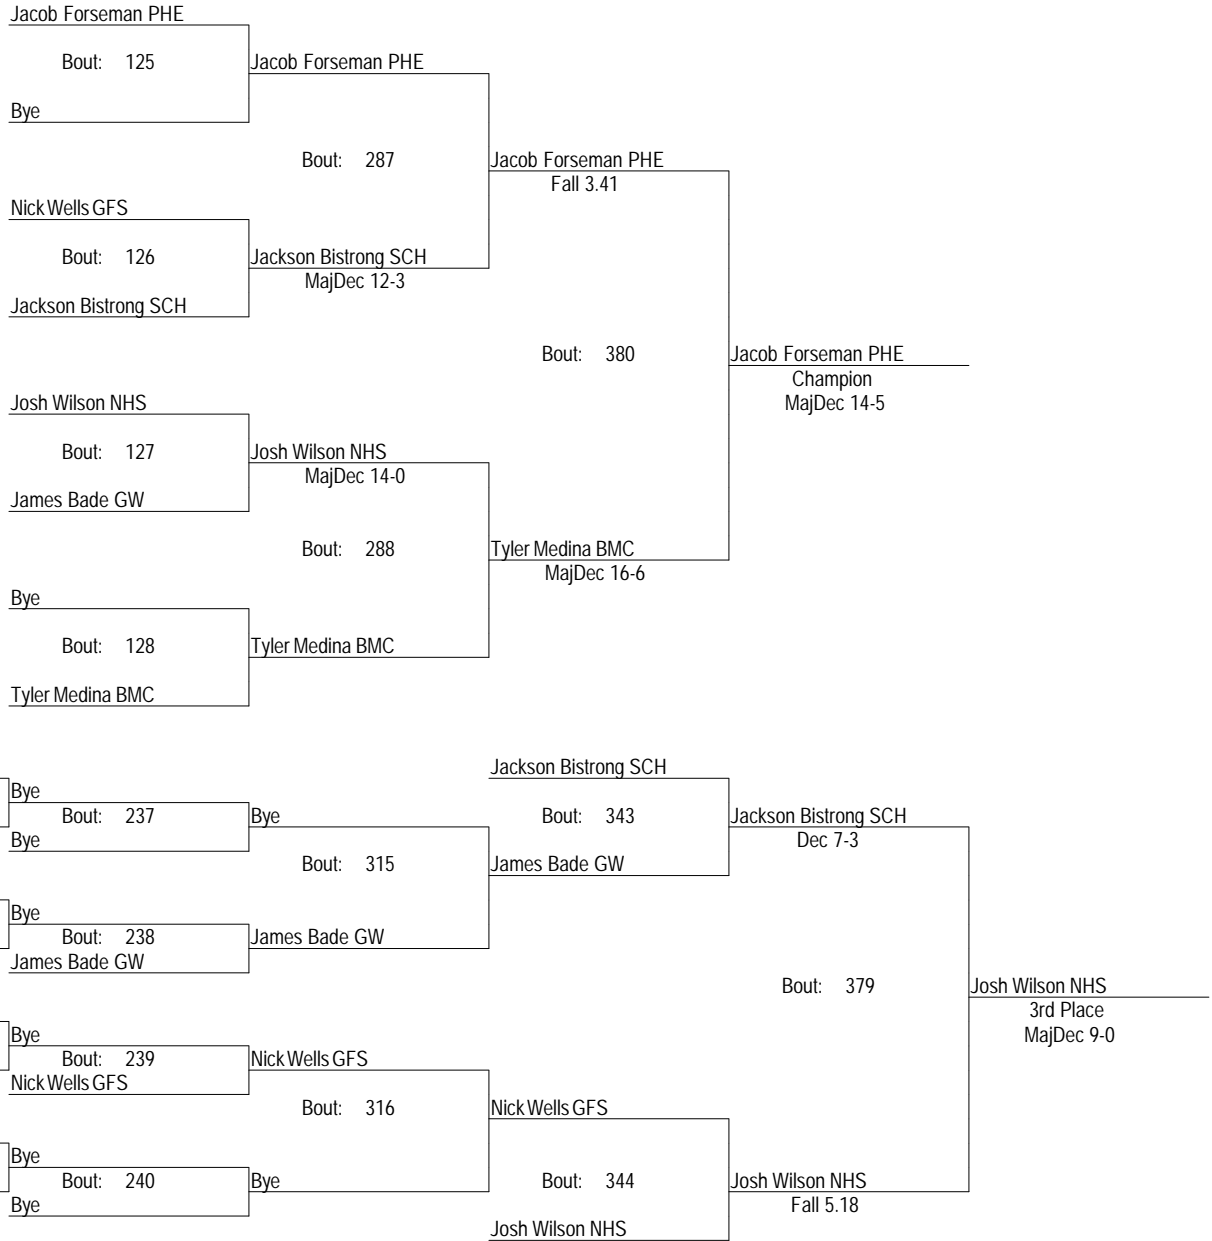 Jacob Forseman PHE
Bout: 125
Jacob Forseman PHE
Bye
Bout: 287
Jacob Forseman PHE
Fall 3.41
Nick Wells GFS
Bout: 126
Jackson Bistrong SCH
MajDec 12-3
Jackson Bistrong SCH
Bout: 380
Jacob Forseman PHE
Champion
MajDec 14-5
Josh Wilson NHS
Bout: 127
Josh Wilson NHS
MajDec 14-0
James Bade GW
Bout: 288
Tyler Medina BMC
MajDec 16-6
Bye
Bout: 128
Tyler Medina BMC
Tyler Medina BMC
Jackson Bistrong SCH
Bye
Bout: 237
Bye
Bout: 343
Jackson Bistrong SCH
Dec 7-3
Bye
Bout: 315
James Bade GW
Bye
Bout: 238
James Bade GW
James Bade GW
Bout: 379
Josh Wilson NHS
3rd Place
MajDec 9-0
Bye
Bout: 239
Nick Wells GFS
Nick Wells GFS
Bout: 316
Nick Wells GFS
Bye
Bout: 240
Bye
Bout: 344
Josh Wilson NHS
Fall 5.18
Bye
Josh Wilson NHS